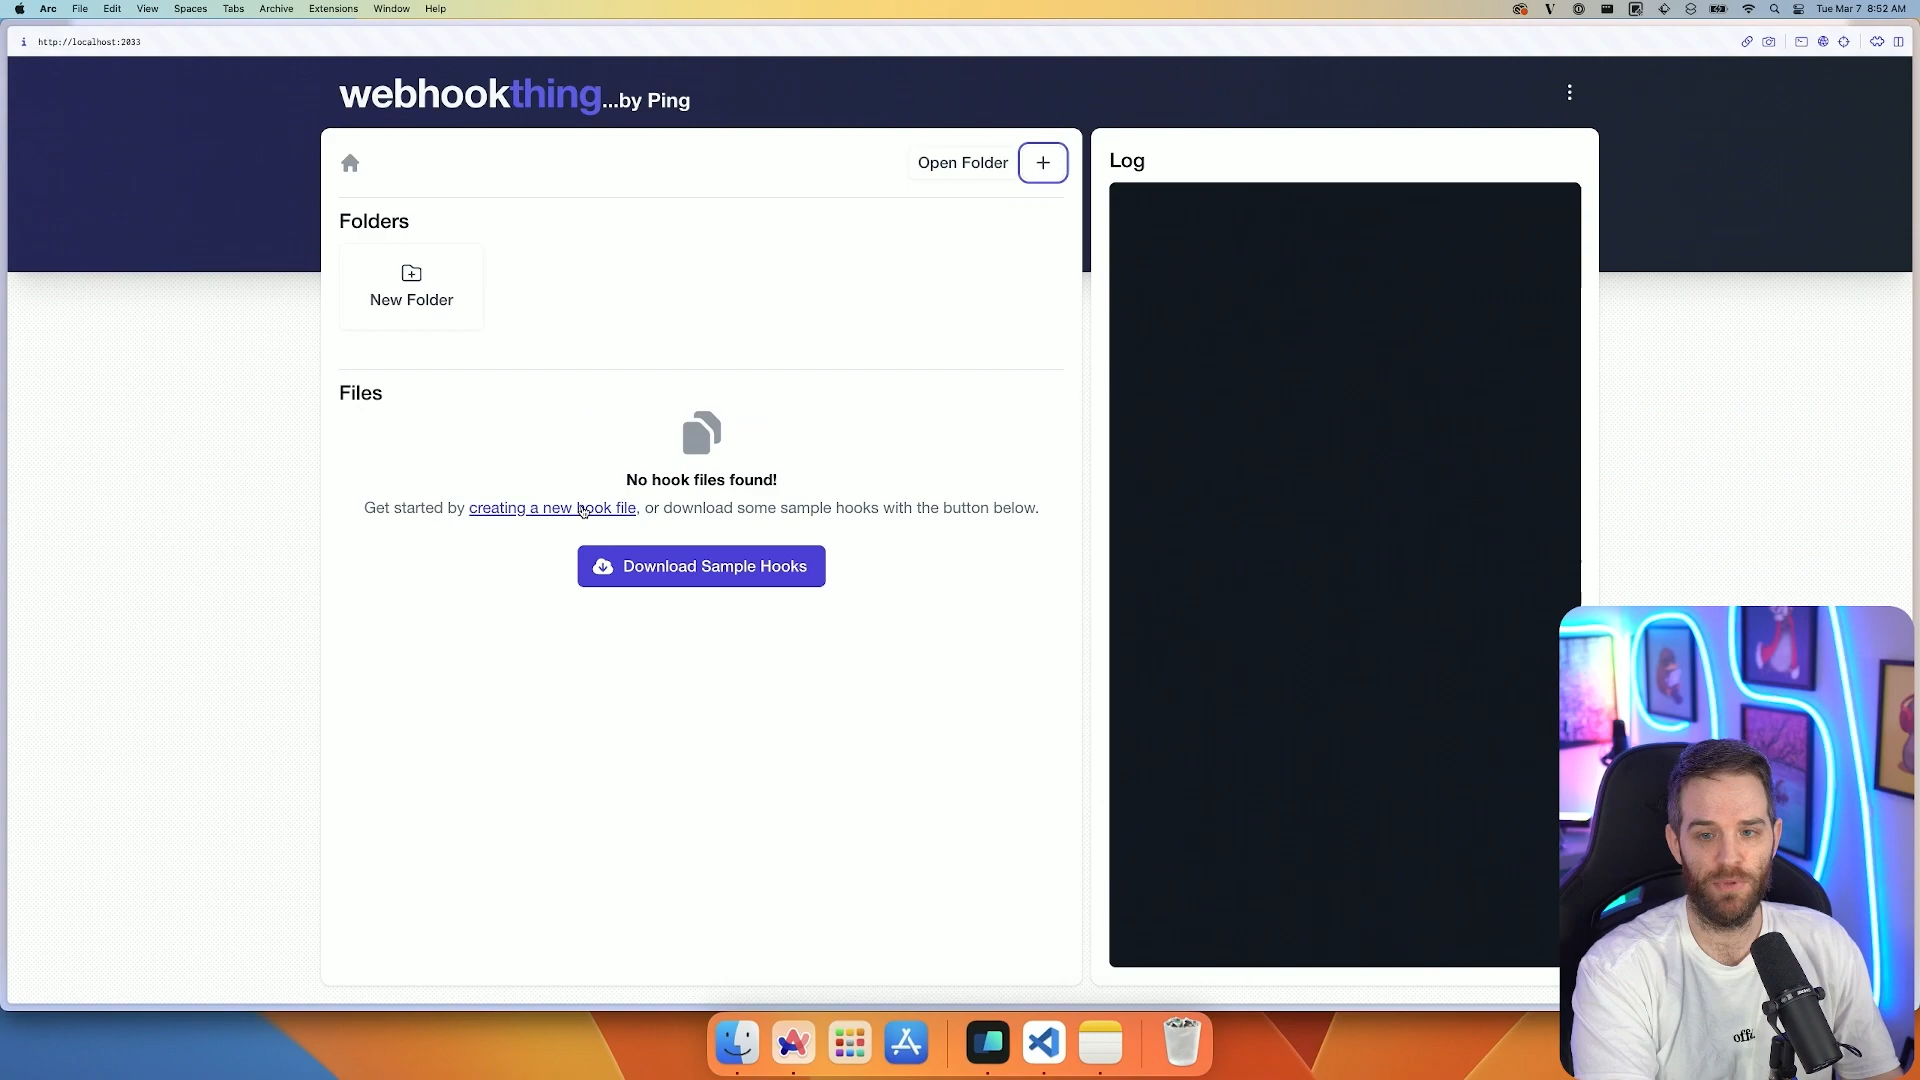 Arc File Edit View Spaces Tabs Archive Extensions Window Help Tue Mar 7 8:52 AM
http://localhost:2033
webhookthing...by Ping
Open Folder +
Log
Folders
New Folder
Files
No hook files found!
Get started by creating a new hook file, or download some sample hooks with the button below.
Download Sample Hooks
off/